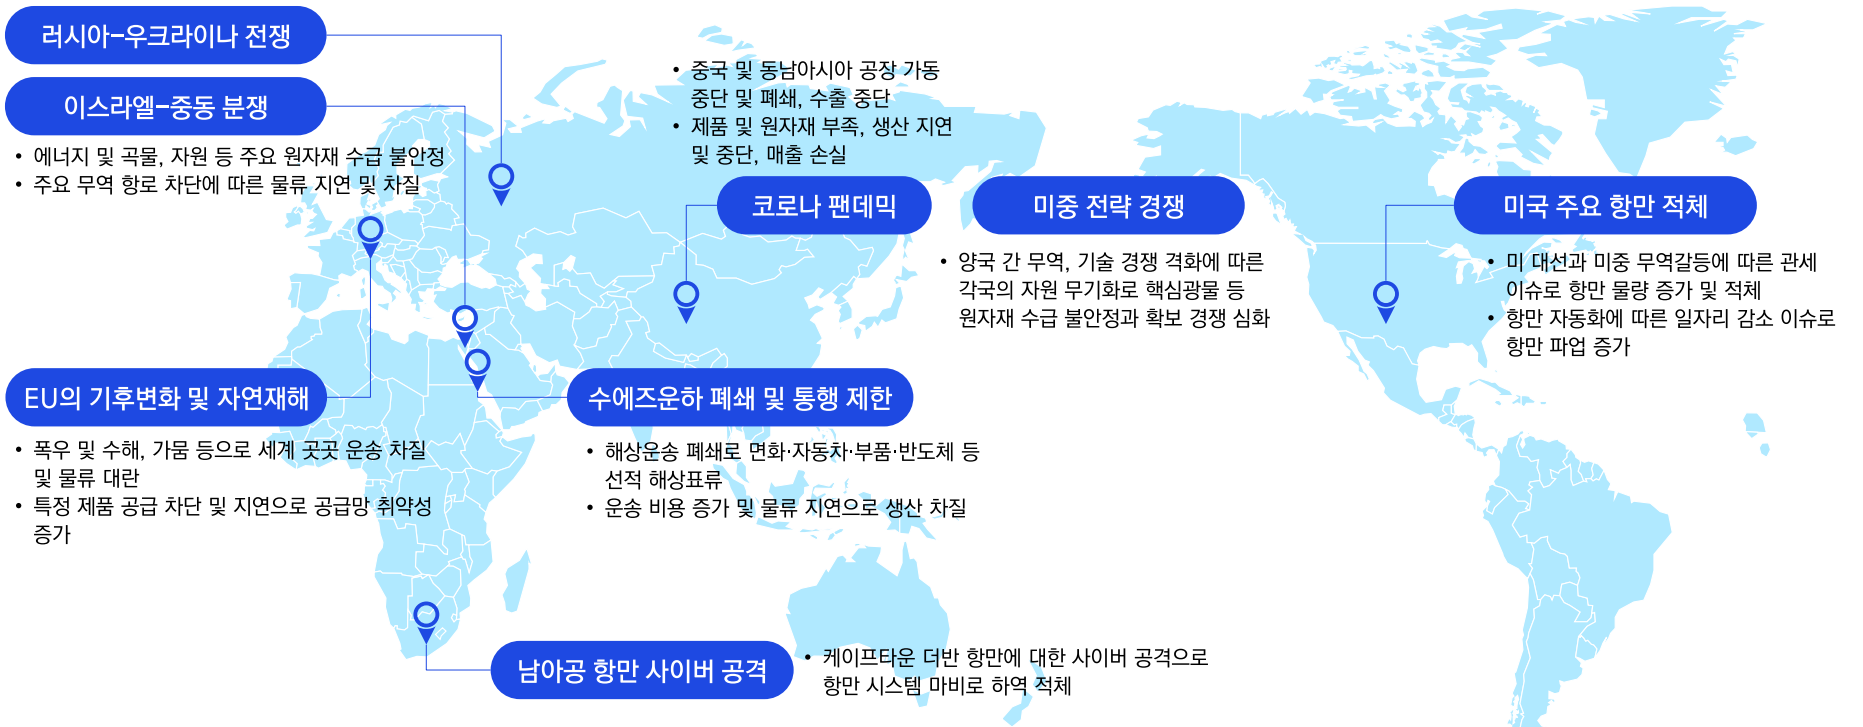 러시아-우크라이나 전쟁
이스라엘-중동 분쟁
• 에너지 및 곡물, 자원 등 주요 원자재 수급 불안정
• 주요 무역 항로 차단에 따른 물류 지연 및 차질
• 중국 및 동남아시아 공장 가동
중단 및 폐쇄, 수출 중단
• 제품 및 원자재 부족, 생산 지연
및 중단, 매출 손실
코로나 팬데믹
미중 전략 경쟁
• 양국 간 무역, 기술 경쟁 격화에 따른
각국의 자원 무기화로 핵심광물 등
원자재 수급 불안정과 확보 경쟁 심화
미국 주요 항만 적체
• 미 대선과 미중 무역갈등에 따른 관세
이슈로 항만 물량 증가 및 적체
• 항만 자동화에 따른 일자리 감소 이슈로
항만 파업 증가
EU의 기후변화 및 자연재해
• 폭우 및 수해, 가뭄 등으로 세계 곳곳 운송 차질
및 물류 대란
• 특정 제품 공급 차단 및 지연으로 공급망 취약성
증가
수에즈운하 폐쇄 및 통행 제한
• 해상운송 폐쇄로 면화·자동차·부품·반도체 등
선적 해상표류
• 운송 비용 증가 및 물류 지연으로 생산 차질
남아공 항만 사이버 공격
• 케이프타운 더반 항만에 대한 사이버 공격으로
항만 시스템 마비로 하역 적체